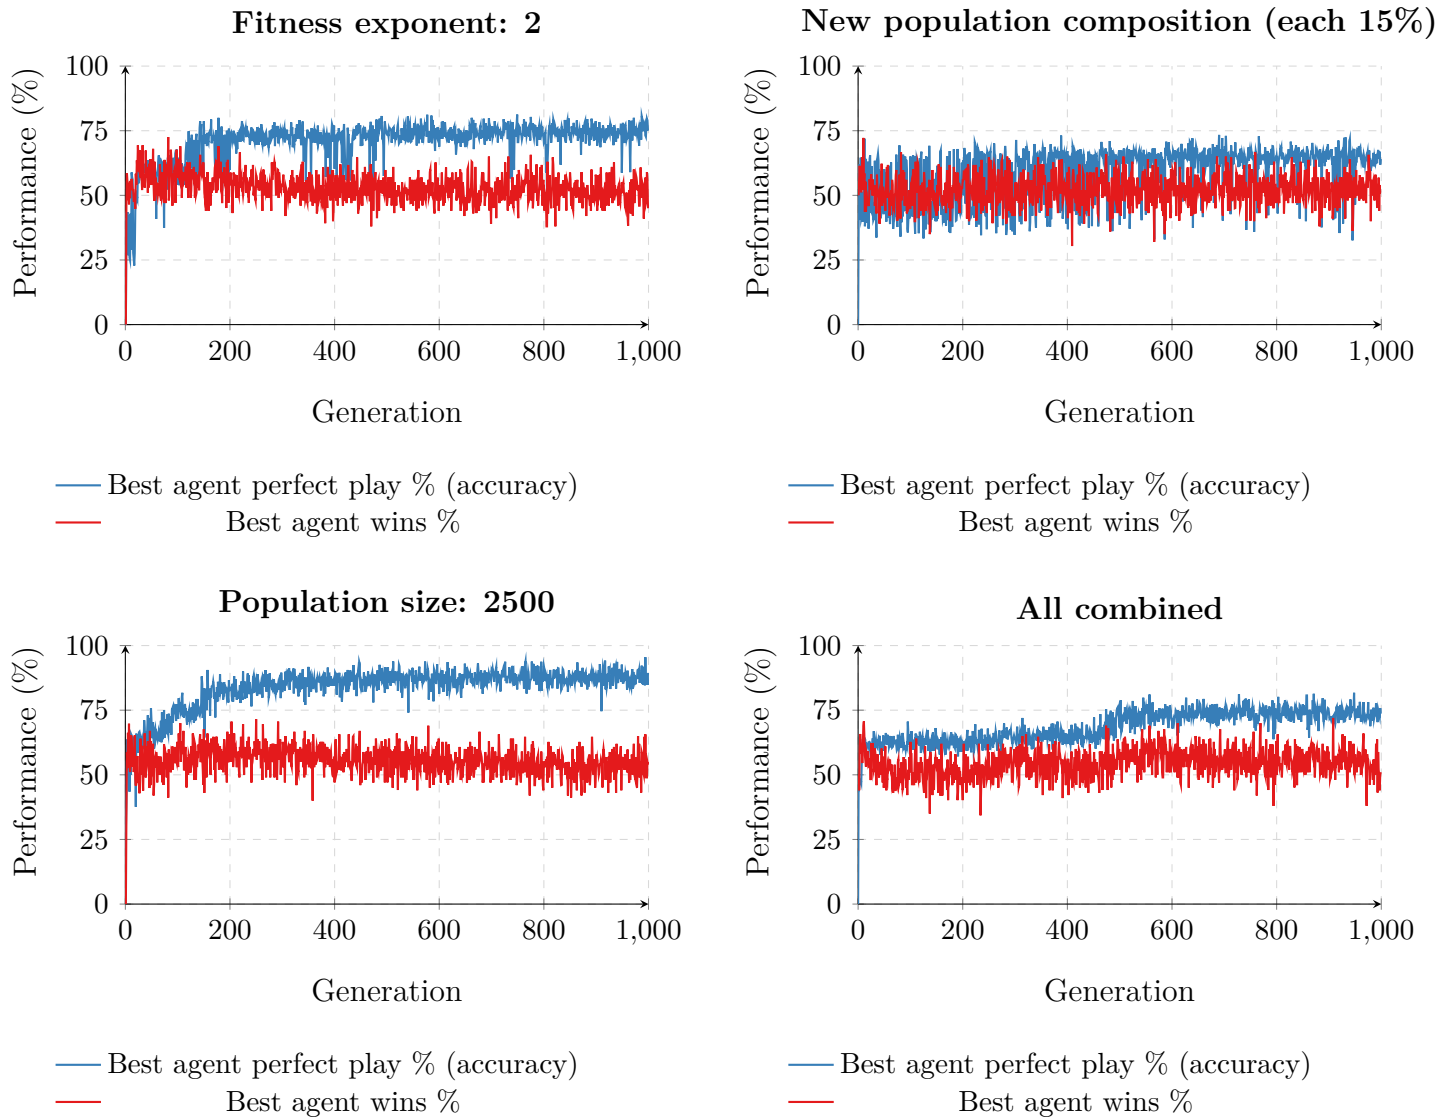 Fitness exponent: 2
Performance (%)
100
75
50
25
0
0 200 400 600 800 1,000
Generation
Best agent perfect play % (accuracy)
Best agent wins %
New population composition (each 15%)
Performance (%)
100
75
50
25
0
0 200 400 600 800 1,000
Generation
Best agent perfect play % (accuracy)
Best agent wins %
Population size: 2500
Performance (%)
100
75
50
25
0
0 200 400 600 800 1,000
Generation
Best agent perfect play % (accuracy)
Best agent wins %
All combined
Performance (%)
100
75
50
25
0
0 200 400 600 800 1,000
Generation
Best agent perfect play % (accuracy)
Best agent wins %